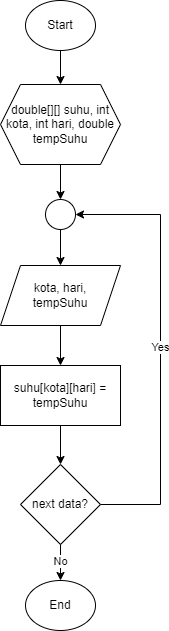 Start
double[][] suhu, int
kota, int hari, double
tempSuhu
kota, hari,
tempSuhu
Yes
suhu[kota][hari] =
tempSuhu
next data?
No
End